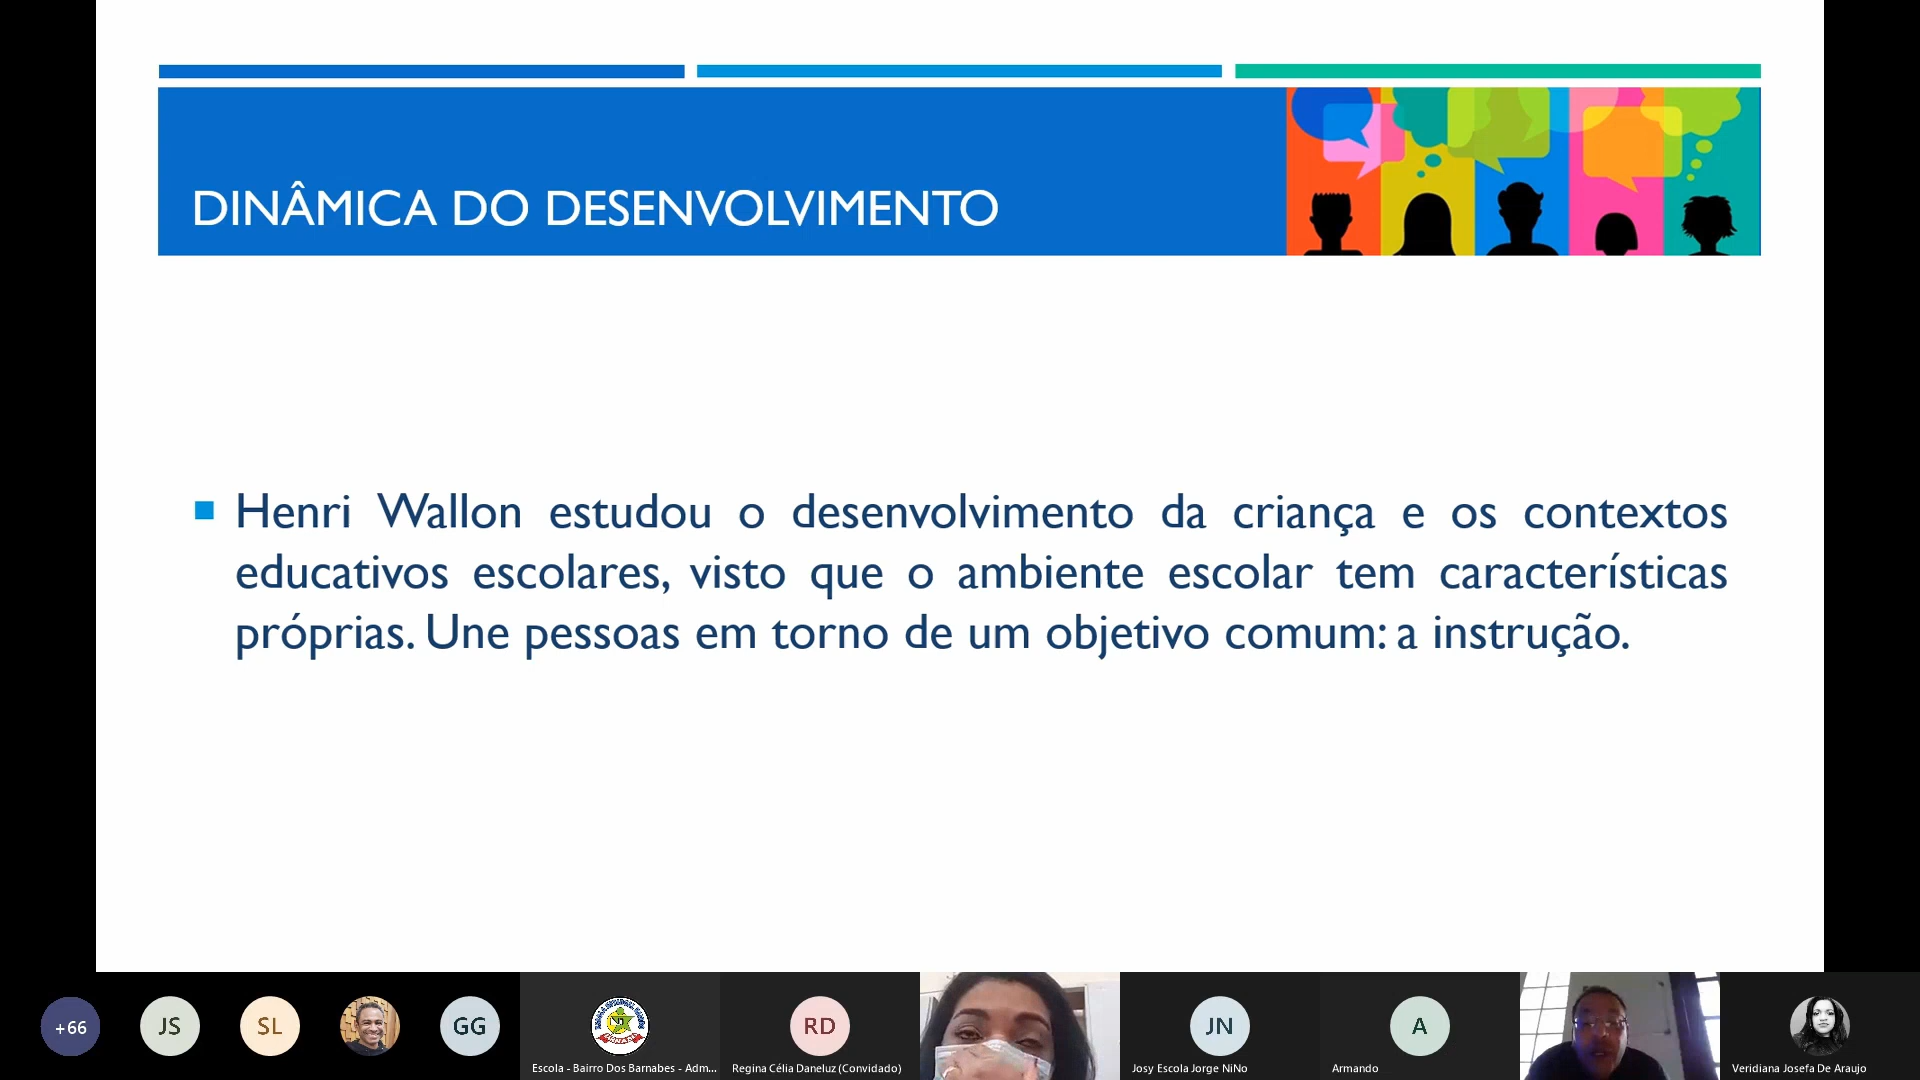 DINÂMICA DO DESENVOLVIMENTO
Henri Wallon estudou o desenvolvimento da criança e os contextos
educativos escolares, visto que o ambiente escolar tem características
próprias. Une pessoas em torno de um objetivo comum: a instrução.
+66
JS
SL
GG
Escola - Bairro Dos Barnabes - Adm...
RD
Regina Célia Daneluz (Convidado)
JN
Josy Escola Jorge NiNo
A
Armando
Veridiana Josefa De Araujo